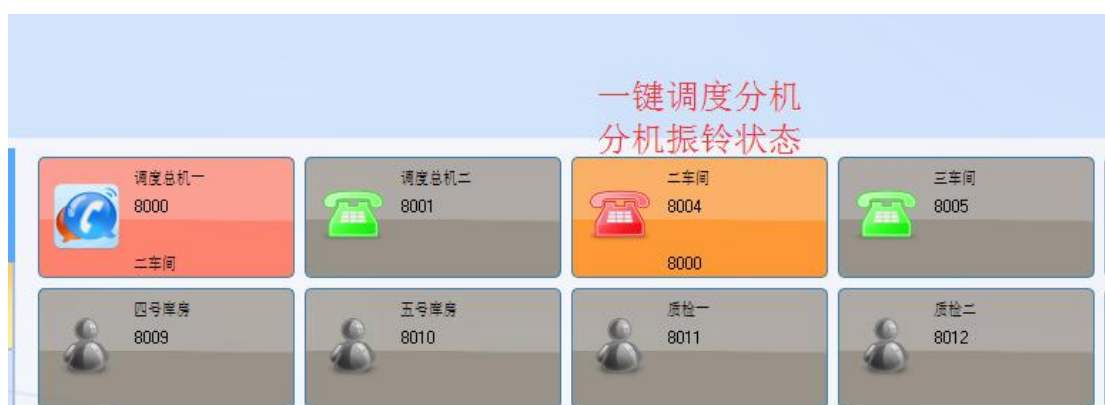 一键调度分机
分机振铃状态
调度总机一
8000
二车间
调度总机二
8001
二车间
8004
8000
三车间
8005
四号库房
8009
五号库房
8010
质检一
8011
质检二
8012